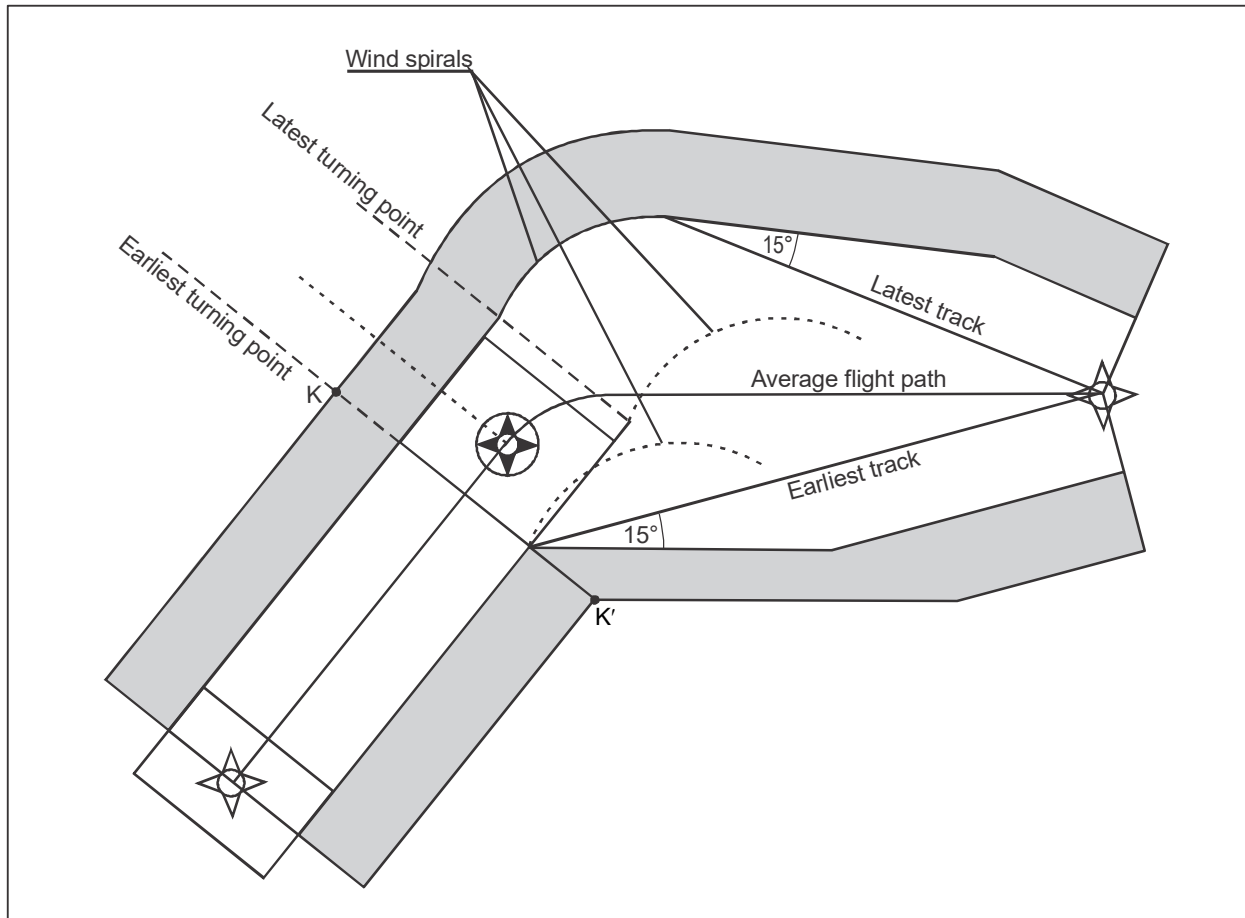 Wind spirals
Latest turning point
Earliest turning point
K
15°
Latest track
Average flight path
Earliest track
15°
K′